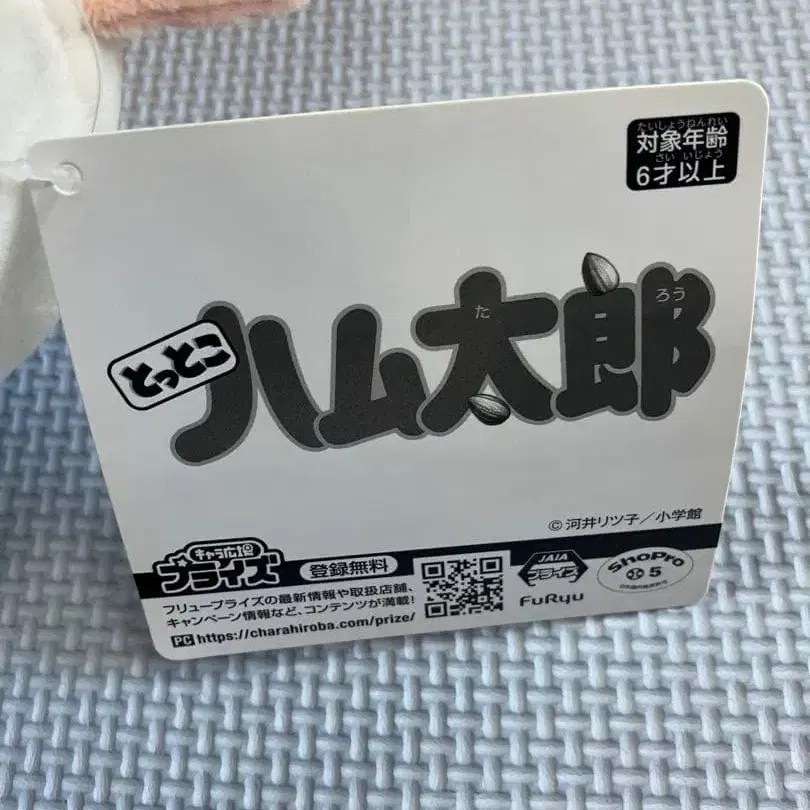 たいしょうねんれい
対象年齢
さい いじょう
6才以上
とっとこ
ハム太郎
た
ろう
© 河井リツ子／小学館
キャラ広場
プライズ
登録無料
フリュープライズの最新情報や取扱店舗、
キャンペーン情報など、コンテンツが満載!
PC https://charahiroba.com/prize/
JAIA
プライズ
FuRyu
ShoPro
5